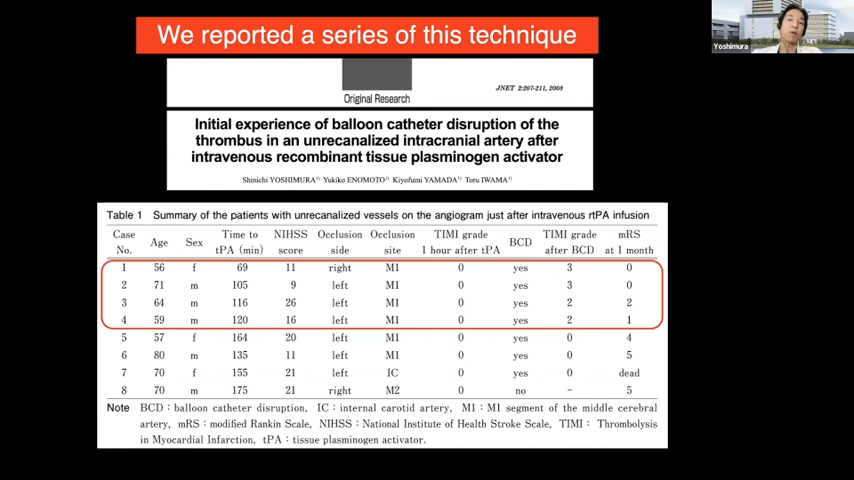 We reported a series of this technique
Yoshimura
Original Research
JNET 2:207-211, 2008
Initial experience of balloon catheter disruption of the
thrombus in an unrecanalized intracranial artery after
intravenous recombinant tissue plasminogen activator
Shinichi YOSHIMURA1) Yukiko ENOMOTO1) Kiyofumi YAMADA1) Toru IWAMA1)
Table 1 Summary of the patients with unrecanalized vessels on the angiogram just after intravenous rtPA infusion
Case No. Age Sex Time to tPA (min) NIHSS score Occlusion side Occlusion site TIMI grade 1 hour after tPA BCD TIMI grade after BCD mRS at 1 month
1 56 f 69 11 right M1 0 yes 3 0
2 71 m 105 9 left M1 0 yes 3 0
3 64 m 116 26 left M1 0 yes 2 2
4 59 m 120 16 left M1 0 yes 2 1
5 57 f 164 20 left M1 0 yes 0 4
6 80 m 135 11 left M1 0 yes 0 5
7 70 f 155 21 left IC 0 yes 0 dead
8 70 m 175 21 right M2 0 no - 5
Note BCD : balloon catheter disruption, IC : internal carotid artery, M1 : M1 segment of the middle cerebral
artery, mRS : modified Rankin Scale, NIHSS : National Institute of Health Stroke Scale, TIMI : Thrombolysis
in Myocardial Infarction, tPA : tissue plasminogen activator.